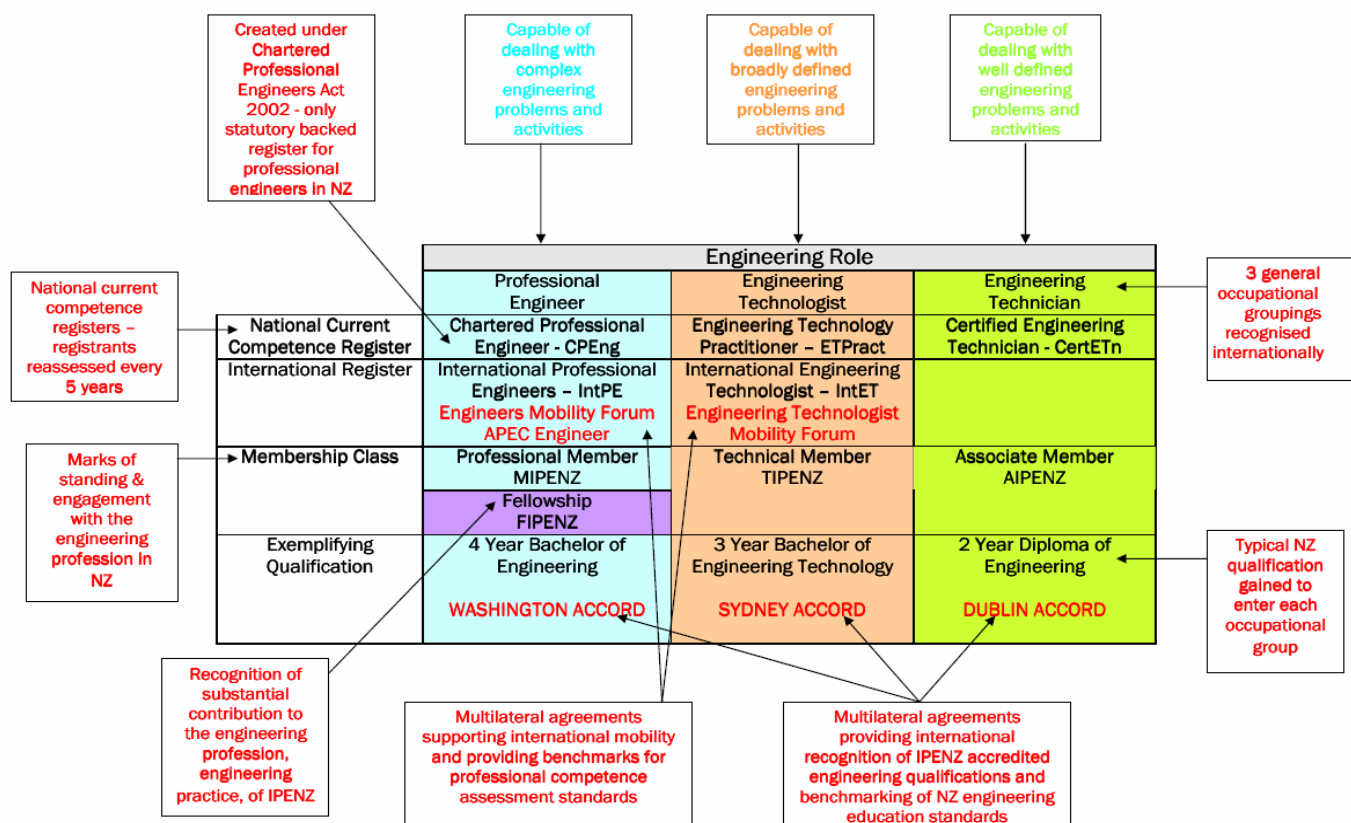 Created under
Chartered
Professional
Engineers Act
2002 - only
statutory backed
register for
professional
engineers in NZ
Capable of
dealing with
complex
engineering
problems and
activities
Capable of
dealing with
broadly defined
engineering
problems and
activities
Capable of
dealing with
well defined
engineering
problems and
activities
Engineering Role
Professional
Engineer
Engineering
Technologist
Engineering
Technician
National current
competence
registers –
registrants
reassessed every
5 years
3 general
occupational
groupings
recognised
internationally
National Current
Competence Register
Chartered Professional
Engineer - CPEng
Engineering Technology
Practitioner – ETPract
Certified Engineering
Technician - CertETn
International Register
International Professional
Engineers – IntPE
Engineers Mobility Forum
APEC Engineer
International Engineering
Technologist – IntET
Engineering Technologist
Mobility Forum
Marks of
standing &
engagement
with the
engineering
profession in
NZ
Membership Class
Professional Member
MIPENZ
Technical Member
TIPENZ
Associate Member
AIPENZ
Fellowship
FIPENZ
Exemplifying
Qualification
4 Year Bachelor of
Engineering
WASHINGTON ACCORD
3 Year Bachelor of
Engineering Technology
SYDNEY ACCORD
2 Year Diploma of
Engineering
DUBLIN ACCORD
Typical NZ
qualification
gained to
enter each
occupational
group
Recognition of
substantial
contribution to
the engineering
profession,
engineering
practice, of IPENZ
Multilateral agreements
supporting international mobility
and providing benchmarks for
professional competence
assessment standards
Multilateral agreements
providing international
recognition of IPENZ accredited
engineering qualifications and
benchmarking of NZ engineering
education standards